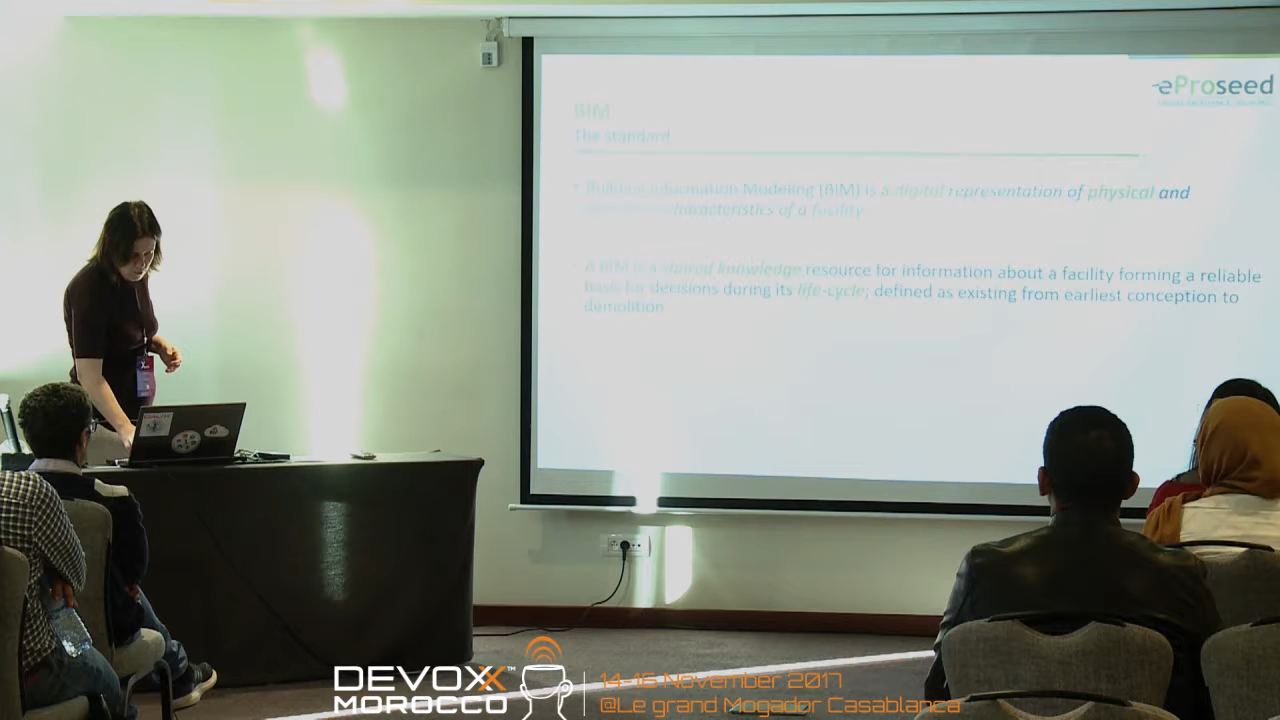 eProseed
BIM
The standard
• Building Information Modeling (BIM) is a digital representation of physical and
characteristics of a facility
• A BIM is a shared knowledge resource for information about a facility forming a reliable
basis for decisions during its life-cycle; defined as existing from earliest conception to
demolition.
DEVOXX™
MOROCCO
14-16 November 2017
@Le grand Mogador Casablanca